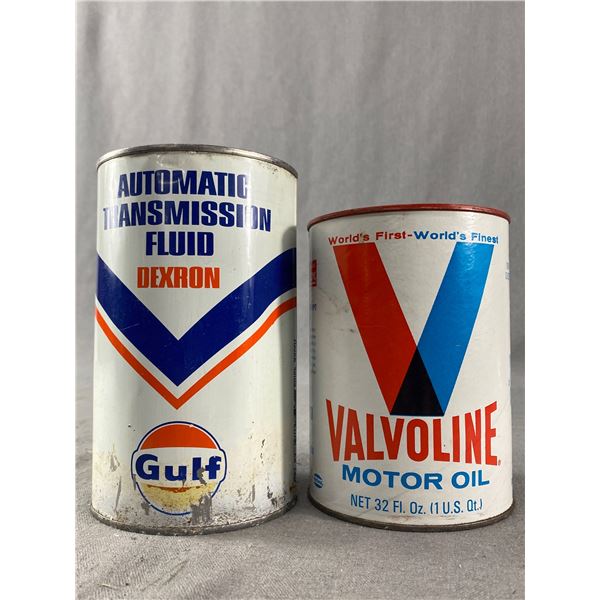 AUTOMATIC
TRANSMISSION
FLUID
DEXRON
Gulf
World's First-World's Finest
VALVOLINE
MOTOR OIL
NET 32 Fl. Oz. (1 U.S. Qt.)